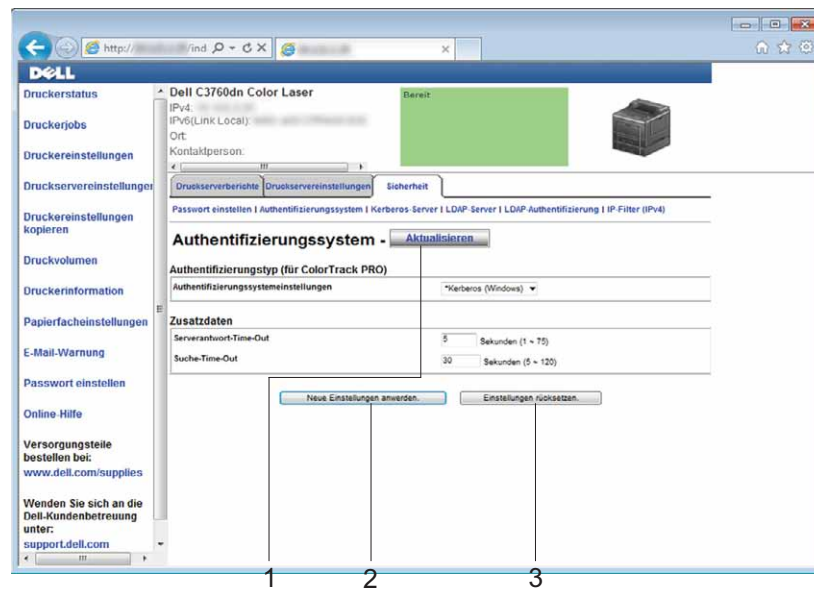 http:// /ind
DELL
Druckerstatus
Druckerjobs
Druckereinstellungen
Druckservereinstellunger
Druckereinstellungen
kopieren
Druckvolumen
Druckerinformation
Papierfacheinstellungen
E-Mail-Warnung
Passwort einstellen
Online-Hilfe
Versorgungsteile
bestellen bei:
www.dell.com/supplies
Wenden Sie sich an die
Dell-Kundenbetreuung
unter:
support.dell.com
Dell C3760dn Color Laser
IPv4:
IPv6(Link Local):
Ort:
Kontaktperson:
Bereit
Druckserverberichte Druckservereinstellungen Sicherheit
Passwort einstellen | Authentifizierungssystem | Kerberos-Server | LDAP-Server | LDAP-Authentifizierung | IP-Filter (IPv4)
Authentifizierungssystem - Aktualisieren
Authentifizierungstyp (für ColorTrack PRO)
Authentifizierungssystemeinstellungen *Kerberos (Windows)
Zusatzdaten
Serverantwort-Time-Out 5 Sekunden (1 ~ 75)
Suche-Time-Out 30 Sekunden (5 ~ 120)
Neue Einstellungen anwerden. Einstellungen rücksetzen.
1 2 3